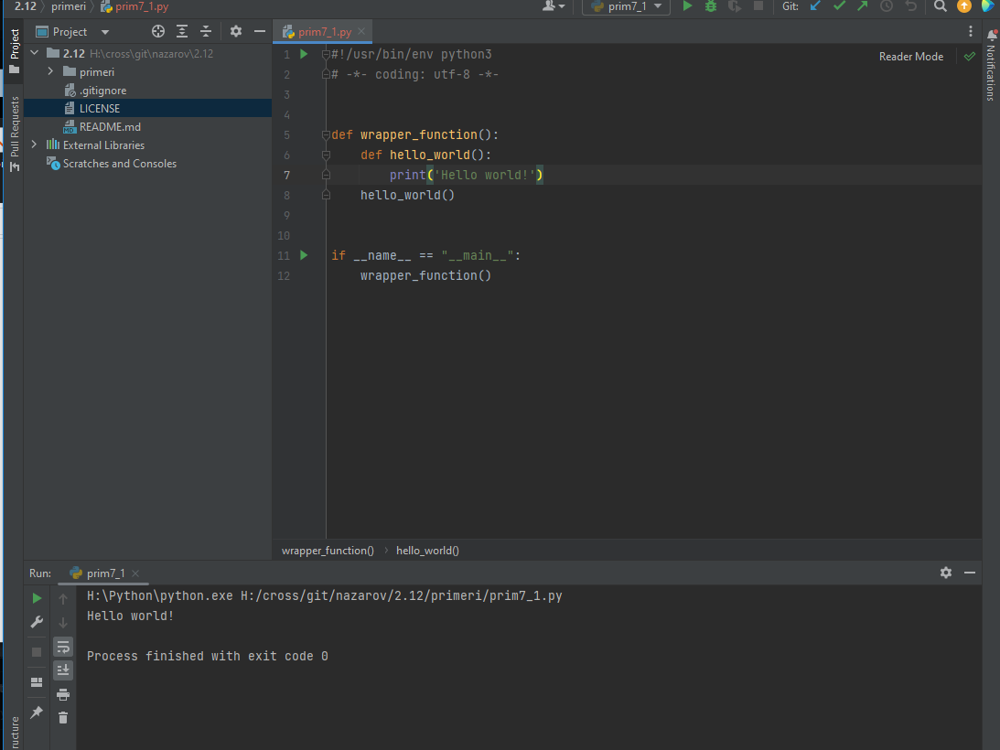 2.12 primeri prim7_1.py
prim7_1
Git:
Project
prim7_1.py
Project
Pull Requests
ructure
2.12 H:\cross\git\nazarov\2.12
primeri
.gitignore
LICENSE
README.md
External Libraries
Scratches and Consoles
Reader Mode
Notifications
1 #!/usr/bin/env python3
2 # -*- coding: utf-8 -*-
3
4
5 def wrapper_function():
6     def hello_world():
7         print('Hello world!')
8     hello_world()
9
10
11 if __name__ == "__main__":
12     wrapper_function()
wrapper_function() hello_world()
Run: prim7_1
H:\Python\python.exe H:/cross/git/nazarov/2.12/primeri/prim7_1.py
Hello world!
Process finished with exit code 0